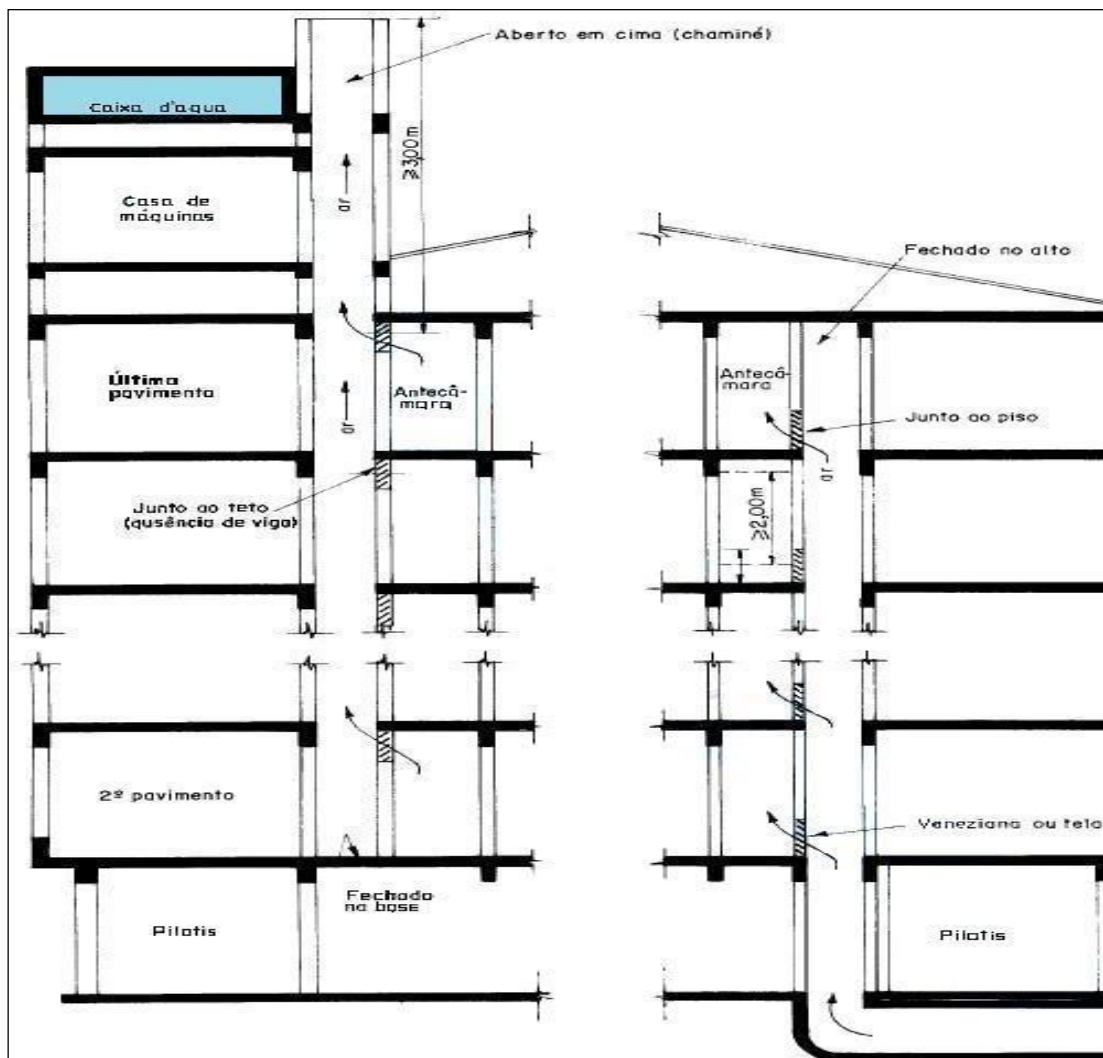 Aberto em cima (chaminé)
Caixa d'aqua
≥3,00m
ar
Casa de
máquinas
Fechado no alto
Última
pavimento
ar
Antecâ-
mara
Antecâ-
mara
Junto ao piso
ar
Junto ao teto
(ausência de viga)
≥2,00m
2º pavimento
Veneziana ou tela
Fechado
na base
Pilotis
Pilotis